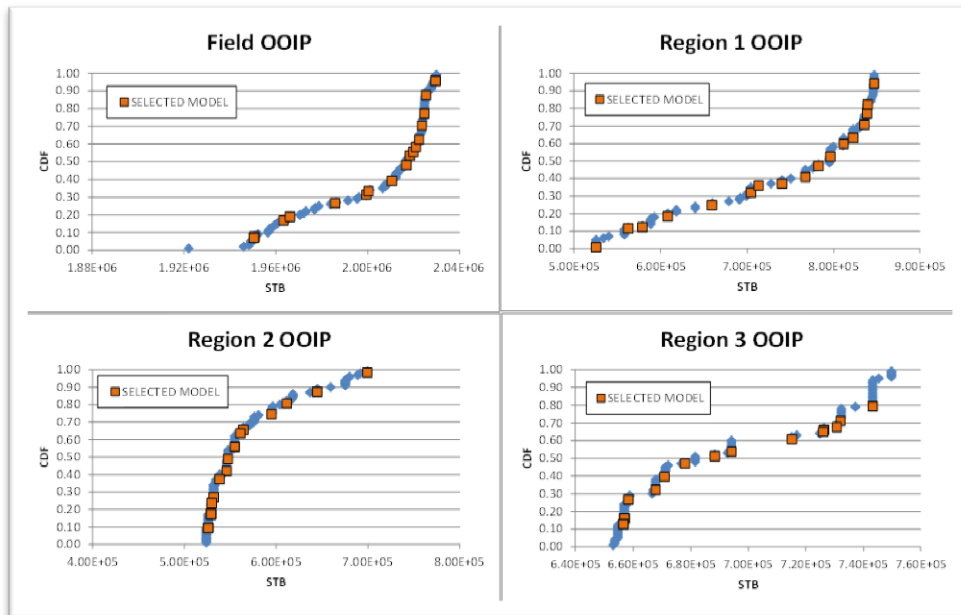 Field OOIP
1.00
0.90
0.80
0.70
0.60
0.50
0.40
0.30
0.20
0.10
0.00
CDF
SELECTED MODEL
1.88E+06
1.92E+06
1.96E+06
2.00E+06
2.04E+06
STB
Region 1 OOIP
1.00
0.90
0.80
0.70
0.60
0.50
0.40
0.30
0.20
0.10
0.00
CDF
SELECTED MODEL
5.00E+05
6.00E+05
7.00E+05
8.00E+05
9.00E+05
STB
Region 2 OOIP
1.00
0.90
0.80
0.70
0.60
0.50
0.40
0.30
0.20
0.10
0.00
CDF
SELECTED MODEL
4.00E+05
5.00E+05
6.00E+05
7.00E+05
8.00E+05
STB
Region 3 OOIP
1.00
0.90
0.80
0.70
0.60
0.50
0.40
0.30
0.20
0.10
0.00
CDF
SELECTED MODEL
6.40E+05
6.60E+05
6.80E+05
7.00E+05
7.20E+05
7.40E+05
7.60E+05
STB